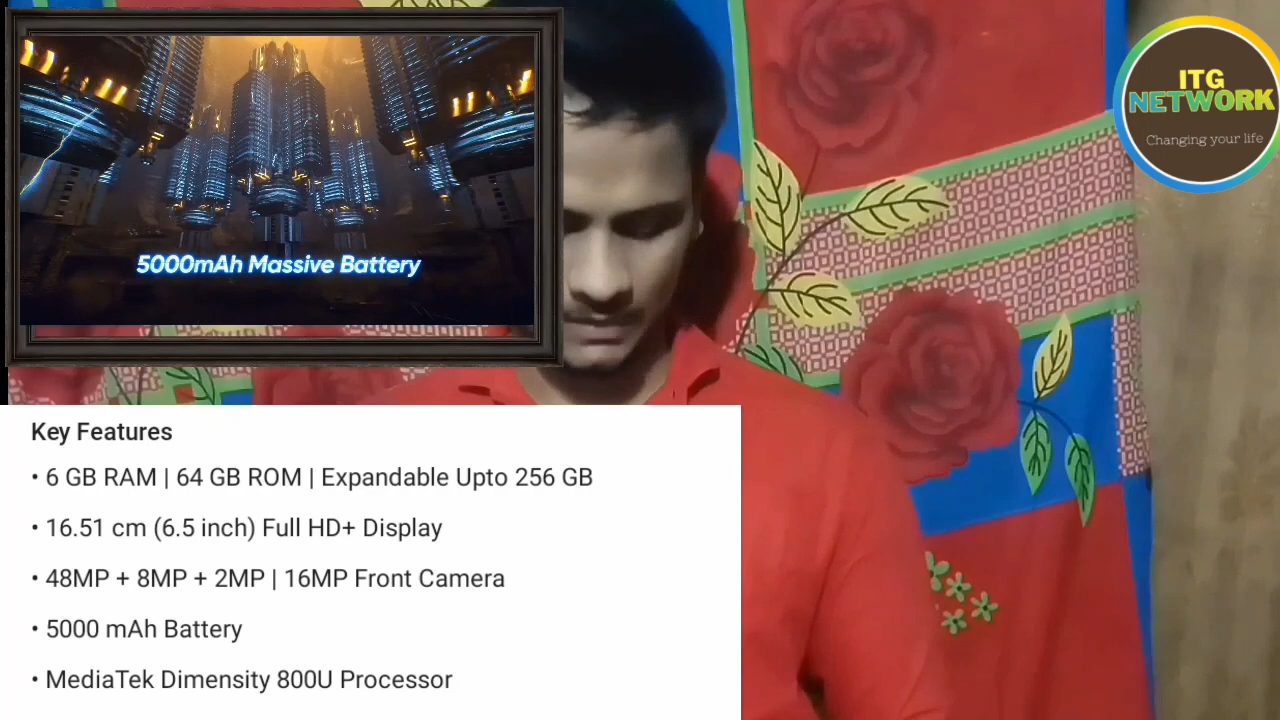 5000mAh Massive Battery
ITG
NETWORK
Changing your life
Key Features
• 6 GB RAM | 64 GB ROM | Expandable Upto 256 GB
• 16.51 cm (6.5 inch) Full HD+ Display
• 48MP + 8MP + 2MP | 16MP Front Camera
• 5000 mAh Battery
• MediaTek Dimensity 800U Processor